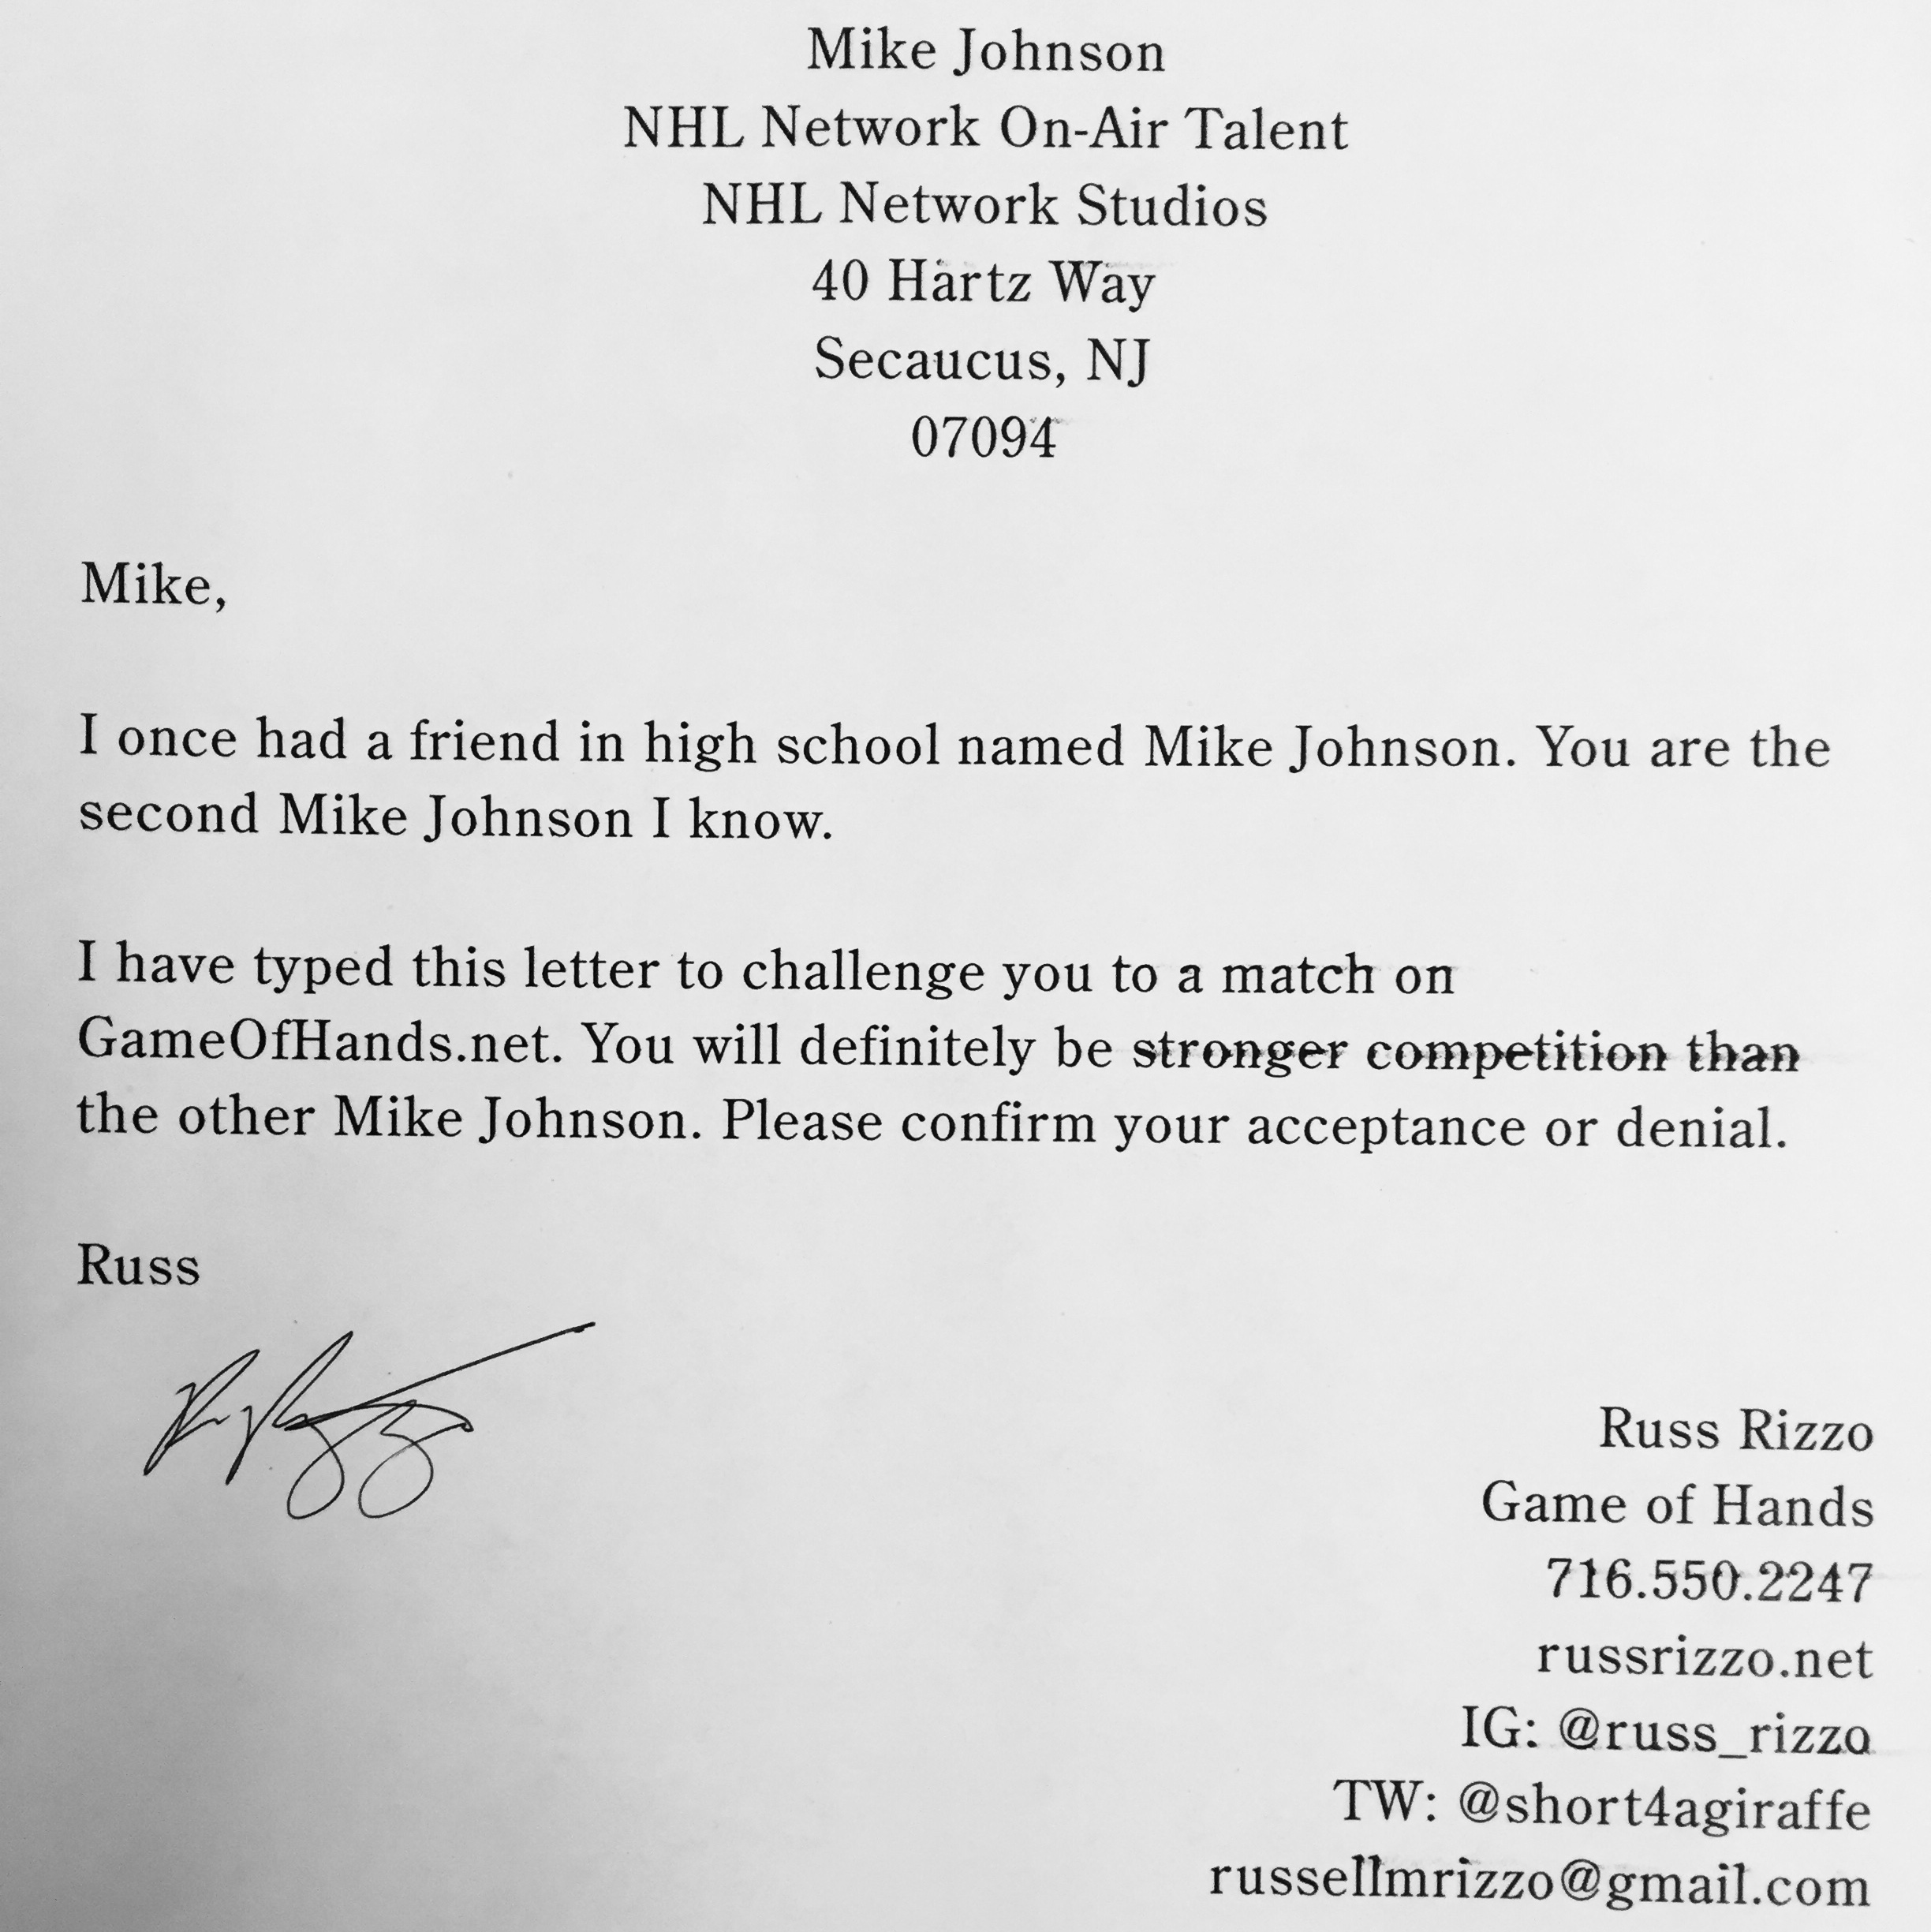 Mike Johnson
NHL Network On-Air Talent
NHL Network Studios
40 Hartz Way
Secaucus, NJ
07094
Mike,
I once had a friend in high school named Mike Johnson. You are the
second Mike Johnson I know.
I have typed this letter to challenge you to a match on
GameOfHands.net. You will definitely be stronger competition than
the other Mike Johnson. Please confirm your acceptance or denial.
Russ
Russ Rizzo
Game of Hands
716.550.2247
russrizzo.net
IG: @russ_rizzo
TW: @short4agiraffe
russellmrizzo@gmail.com